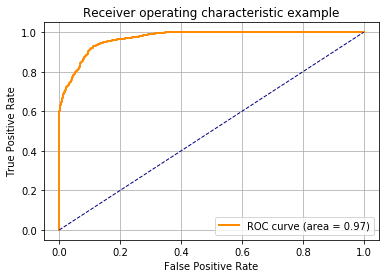 Receiver operating characteristic example
True Positive Rate
1.0
0.8
0.6
0.4
0.2
0.0
ROC curve (area = 0.97)
0.0 0.2 0.4 0.6 0.8 1.0
False Positive Rate